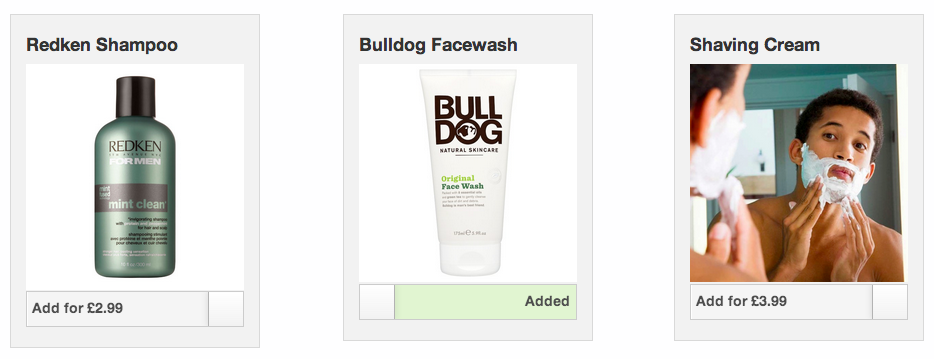 Redken Shampoo
REDKEN
FOR MEN
mint clean
Add for £2.99
Bulldog Facewash
BULL
DOG
NATURAL SKINCARE
Original
Face Wash
Added
Shaving Cream
Add for £3.99